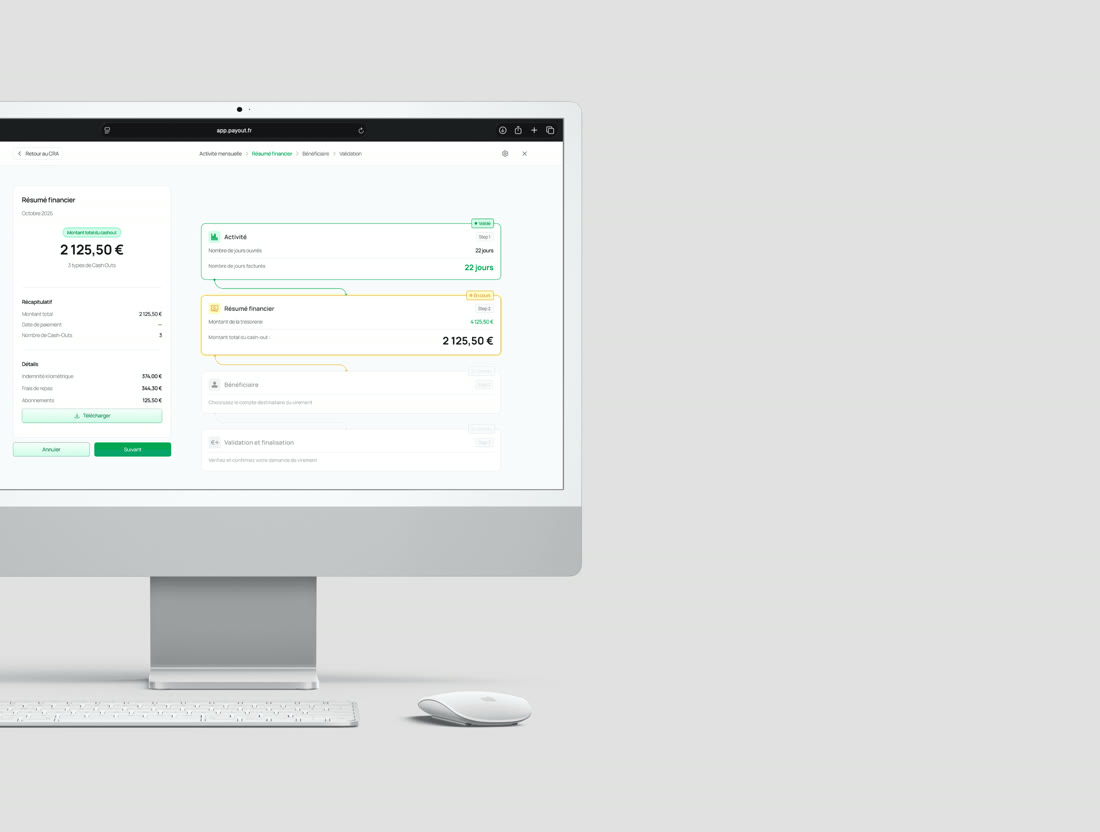 app.payout.fr
Retour au CRA
Activité mensuelle
Résumé financier
Bénéficiaire
Validation
Résumé financier
Octobre 2025
Montant total du cashout
2 125,50 €
3 types de Cash Outs
Récapitulatif
Montant total 2 125,50 €
Date de paiement —
Nombre de Cash-Outs 3
Détails
Indemnité kilométrique 374,00 €
Frais de repas 344,30 €
Abonnements 125,50 €
Télécharger
Annuler
Suivant
Validé
Activité
Step 1
Nombre de jours ouvrés 22 jours
Nombre de jours facturés 22 jours
En cours
Résumé financier
Step 2
Montant de la trésorerie 4 125,50 €
Montant total du cash-out : 2 125,50 €
Bénéficiaire
Choisissez le compte destinataire du virement
Validation et finalisation
Vérifiez et confirmez votre demande de virement